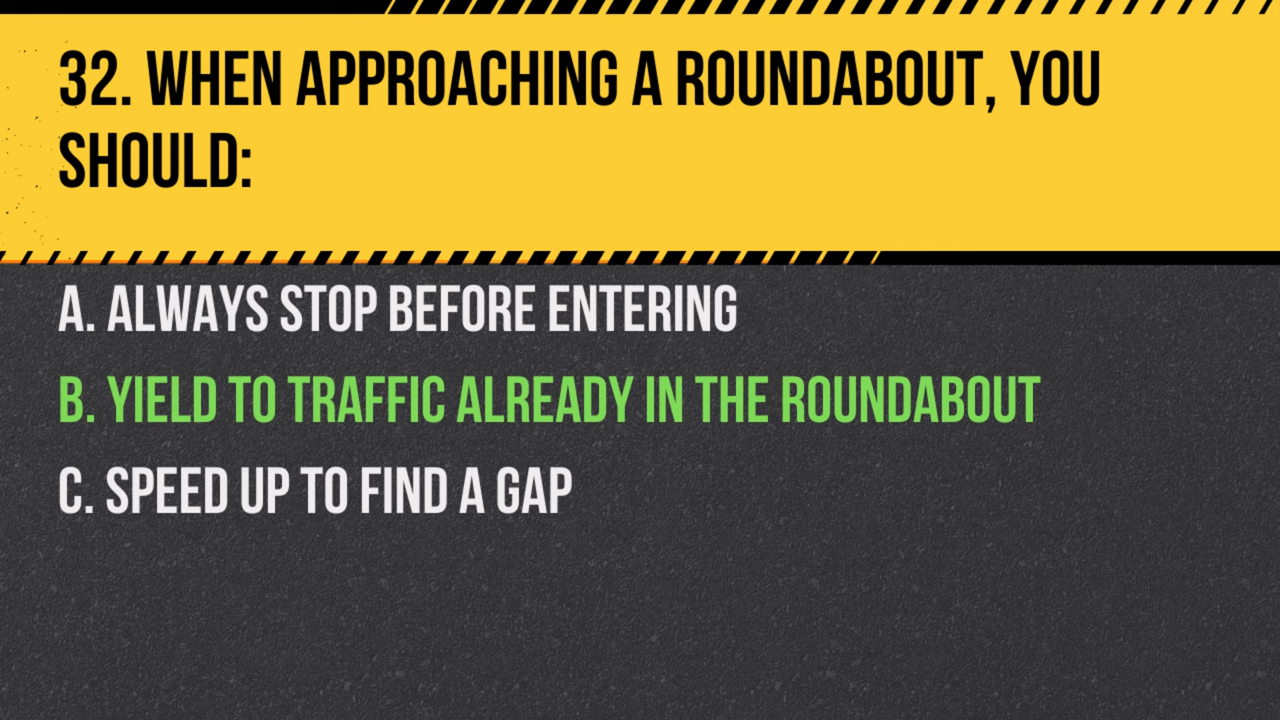 32. WHEN APPROACHING A ROUNDABOUT, YOU
SHOULD:
A. ALWAYS STOP BEFORE ENTERING
B. YIELD TO TRAFFIC ALREADY IN THE ROUNDABOUT
C. SPEED UP TO FIND A GAP